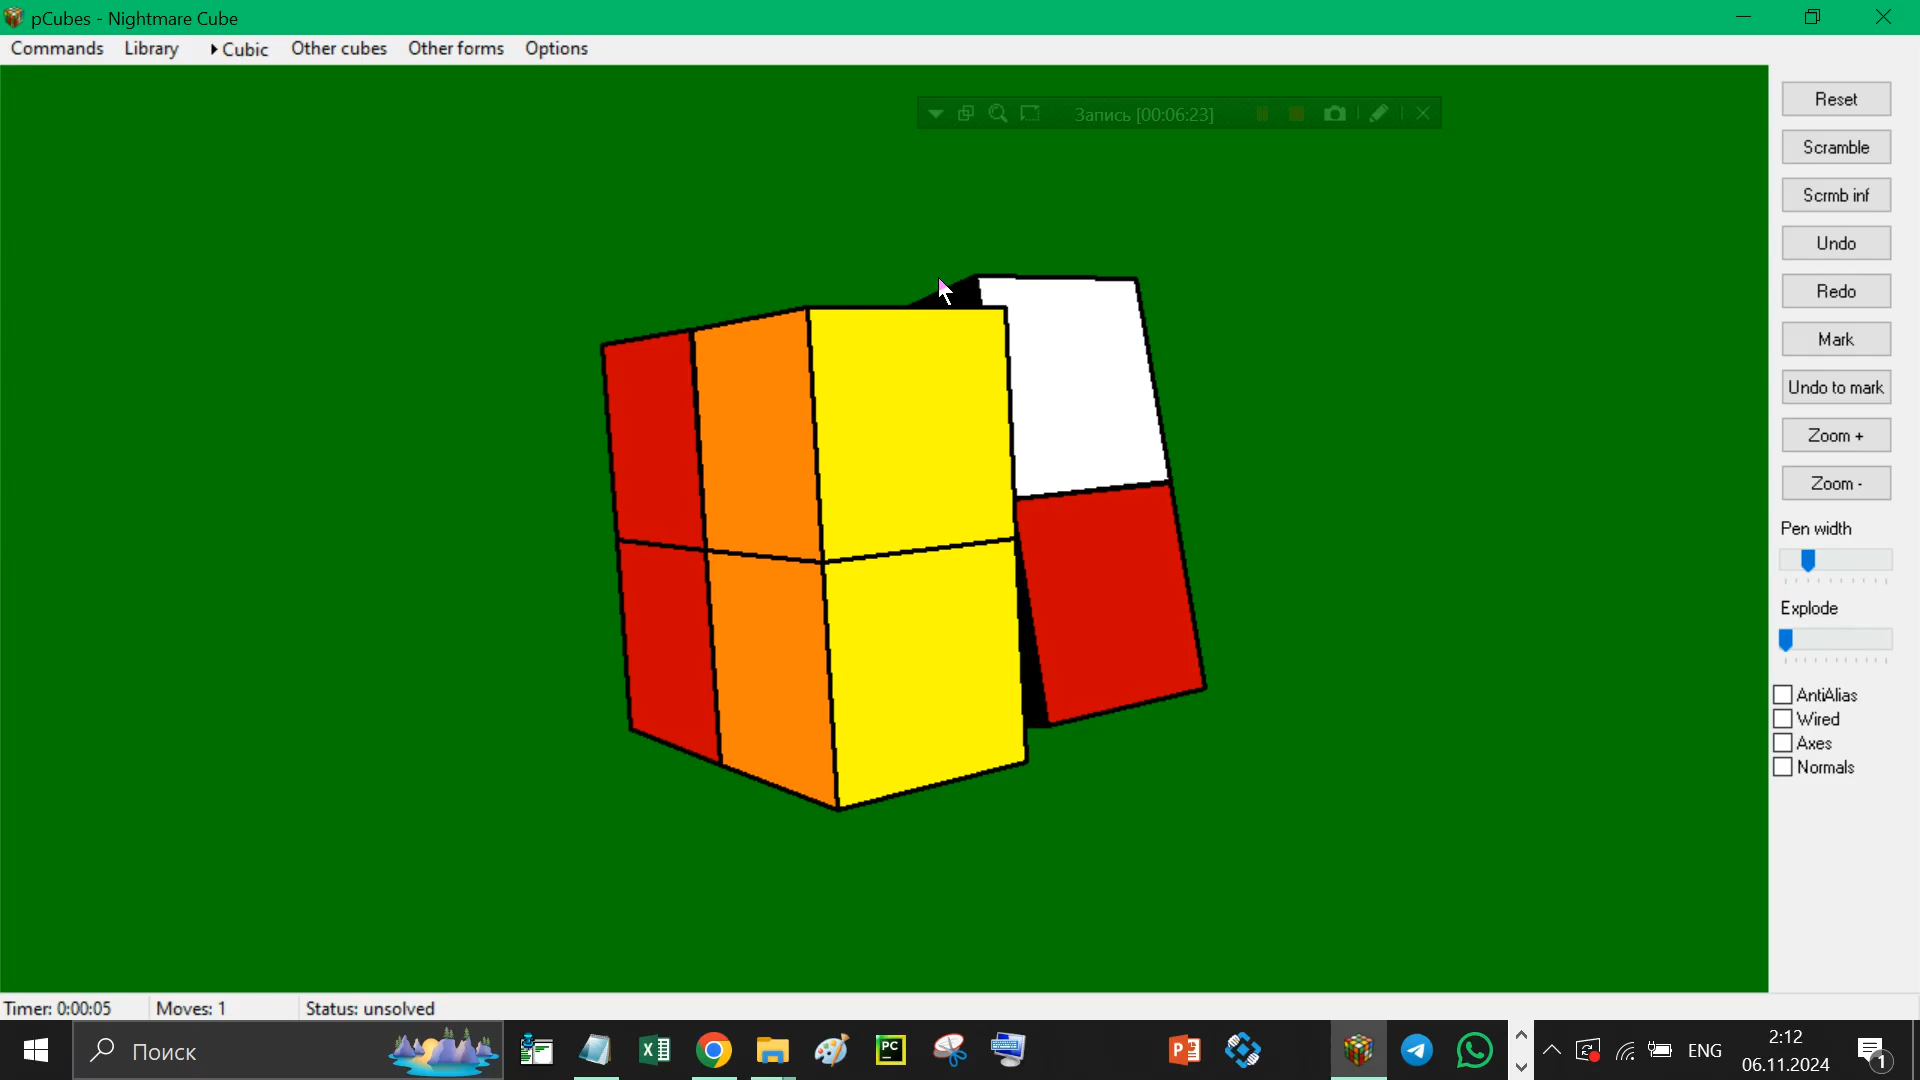 pCubes - Nightmare Cube
Commands Library Cubic Other cubes Other forms Options
Запись [00:06:23]
Reset
Scramble
Scrmb inf
Undo
Redo
Mark
Undo to mark
Zoom +
Zoom -
Pen width
Explode
AntiAlias
Wired
Axes
Normals
Timer: 0:00:05 Moves: 1 Status: unsolved
Поиск
PC
ENG
2:12
06.11.2024
1